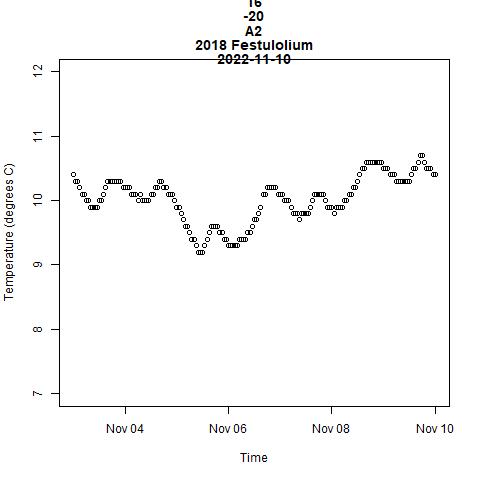 16
-20
A2
2018 Festulolium
2022-11-10
12
11
10
9
8
7
Temperature (degrees C)
Nov 04
Nov 06
Nov 08
Nov 10
Time